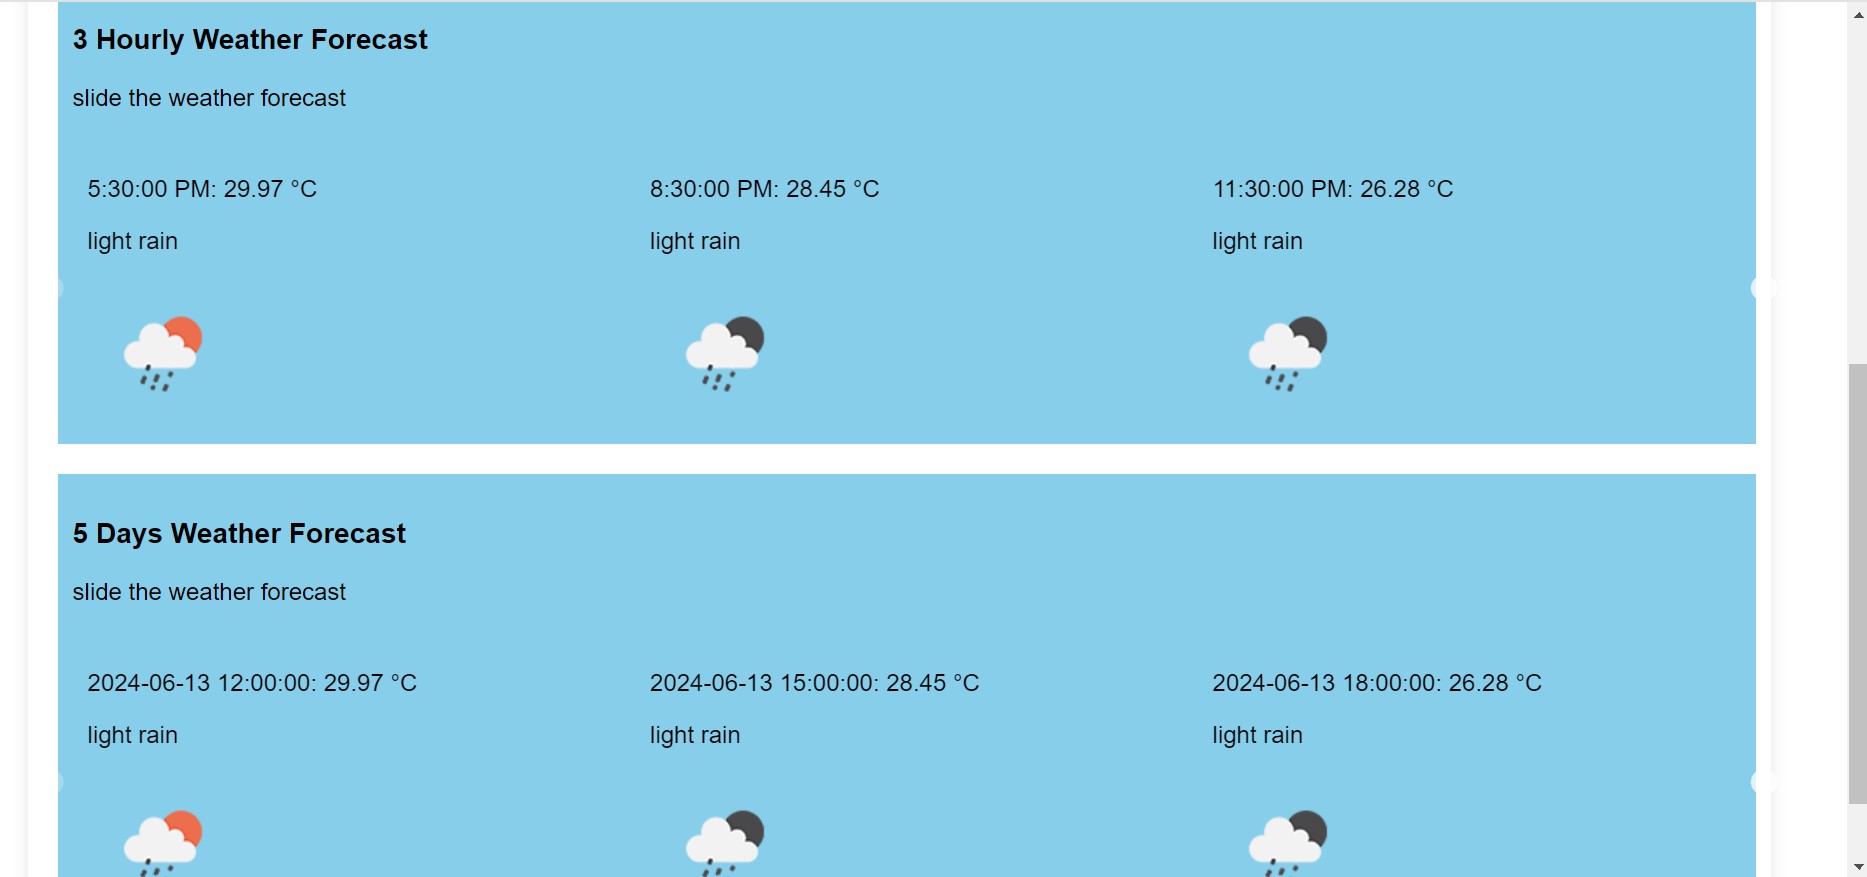 3 Hourly Weather Forecast
slide the weather forecast
5:30:00 PM: 29.97 °C
light rain
8:30:00 PM: 28.45 °C
light rain
11:30:00 PM: 26.28 °C
light rain
5 Days Weather Forecast
slide the weather forecast
2024-06-13 12:00:00: 29.97 °C
light rain
2024-06-13 15:00:00: 28.45 °C
light rain
2024-06-13 18:00:00: 26.28 °C
light rain